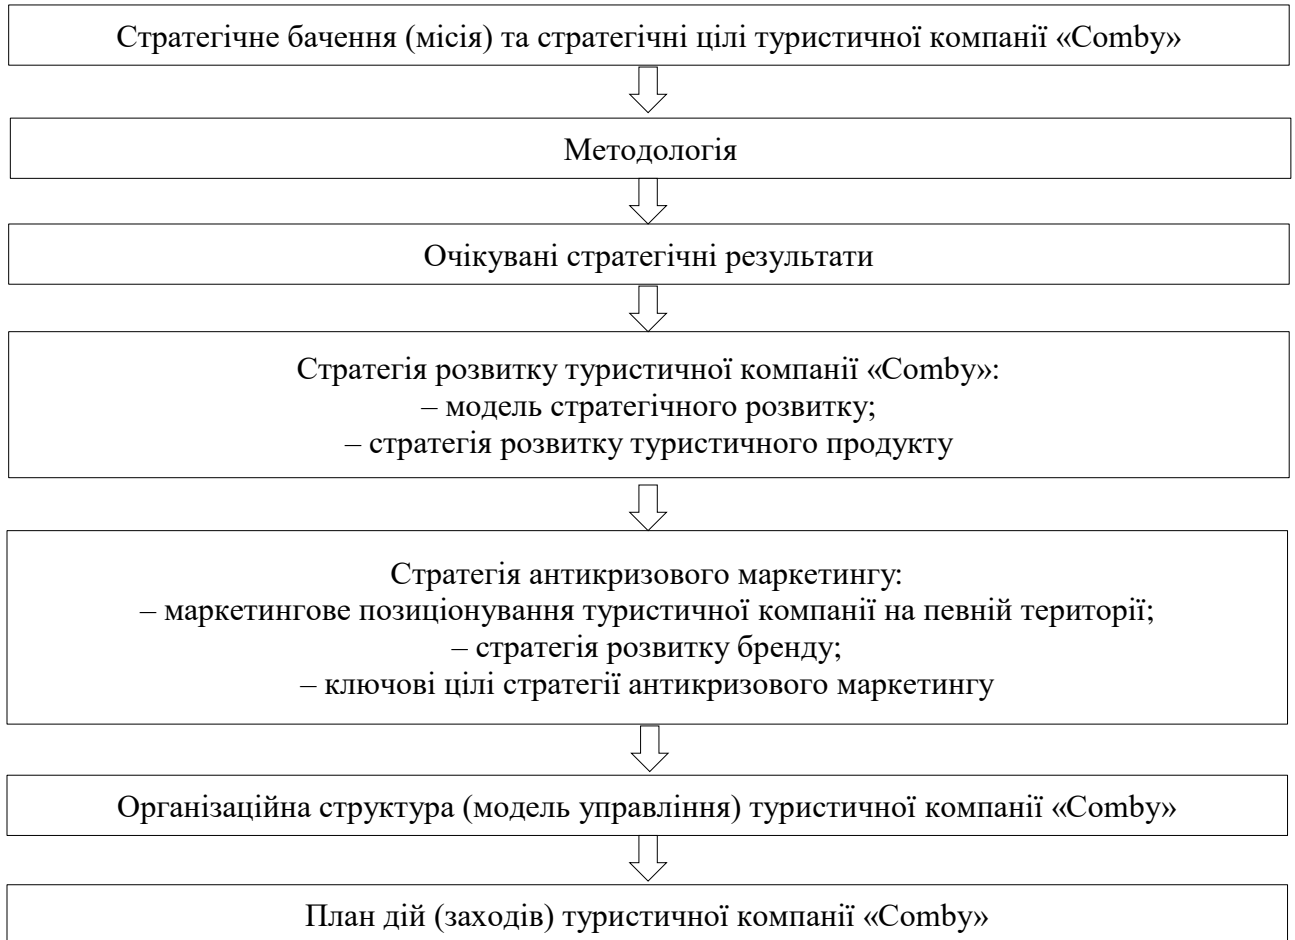 Стратегічне бачення (місія) та стратегічні цілі туристичної компанії «Comby»
Методологія
Очікувані стратегічні результати
Стратегія розвитку туристичної компанії «Comby»:
– модель стратегічного розвитку;
– стратегія розвитку туристичного продукту
Стратегія антикризового маркетингу:
– маркетингове позиціонування туристичної компанії на певній території;
– стратегія розвитку бренду;
– ключові цілі стратегії антикризового маркетингу
Організаційна структура (модель управління) туристичної компанії «Comby»
План дій (заходів) туристичної компанії «Comby»